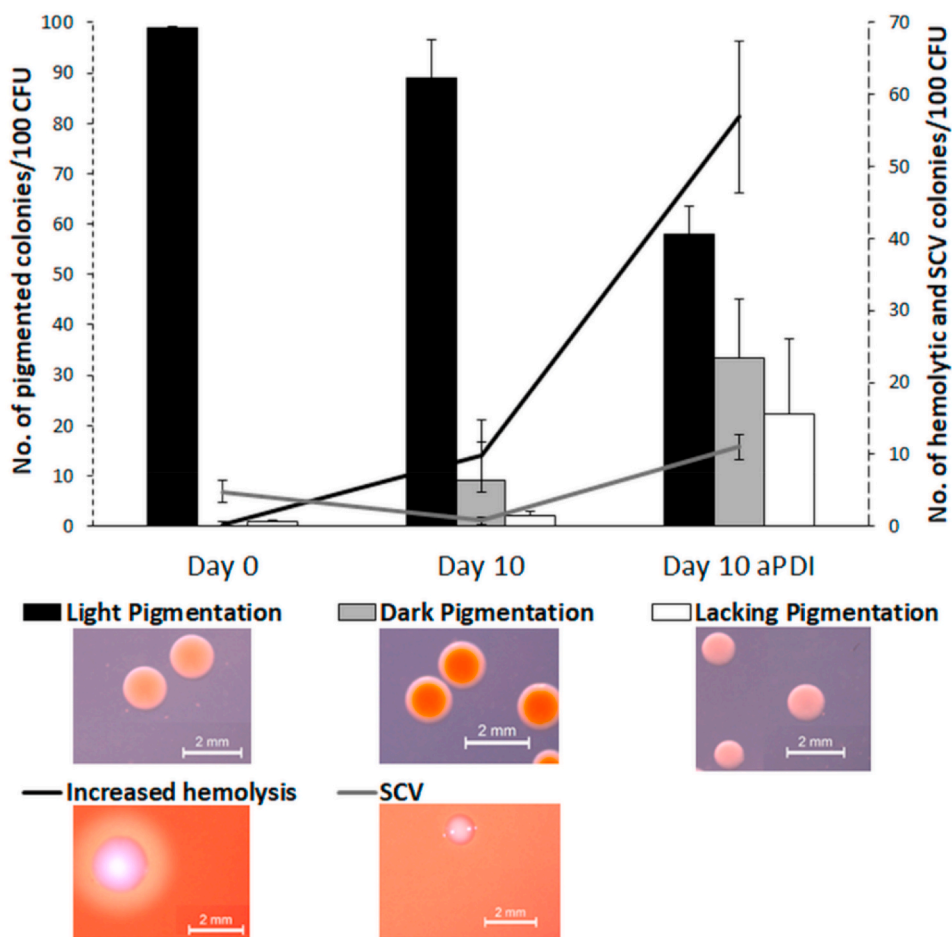 No. of pigmented colonies/100 CFU
100
90
80
70
60
50
40
30
20
10
0
70
60
50
40
30
20
10
0
No. of hemolytic and SCV colonies/100 CFU
Day 0 Day 10 Day 10 aPDI
Light Pigmentation Dark Pigmentation Lacking Pigmentation
2 mm 2 mm 2 mm
Increased hemolysis SCV
2 mm 2 mm